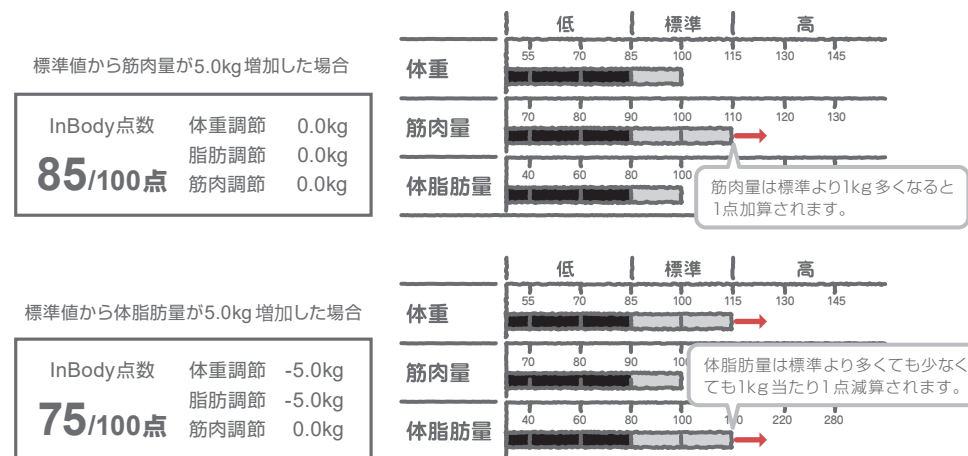 低 標準 高
標準値から筋肉量が5.0kg増加した場合
体重 55 70 85 100 115 130 145
InBody点数 体重調節 0.0kg
脂肪調節 0.0kg
85/100点 筋肉調節 0.0kg
筋肉量 70 80 90 100 110 120 130
体脂肪量 40 60 80 100
筋肉量は標準より1kg多くなると
1点加算されます。
低 標準 高
標準値から体脂肪量が5.0kg増加した場合
体重 55 70 85 100 115 130 145
InBody点数 体重調節 -5.0kg
脂肪調節 -5.0kg
75/100点 筋肉調節 0.0kg
筋肉量 70 80 90
体脂肪量 40 60 80 100 220 280
体脂肪量は標準より多くても少なく
ても1kg当たり1点減算されます。